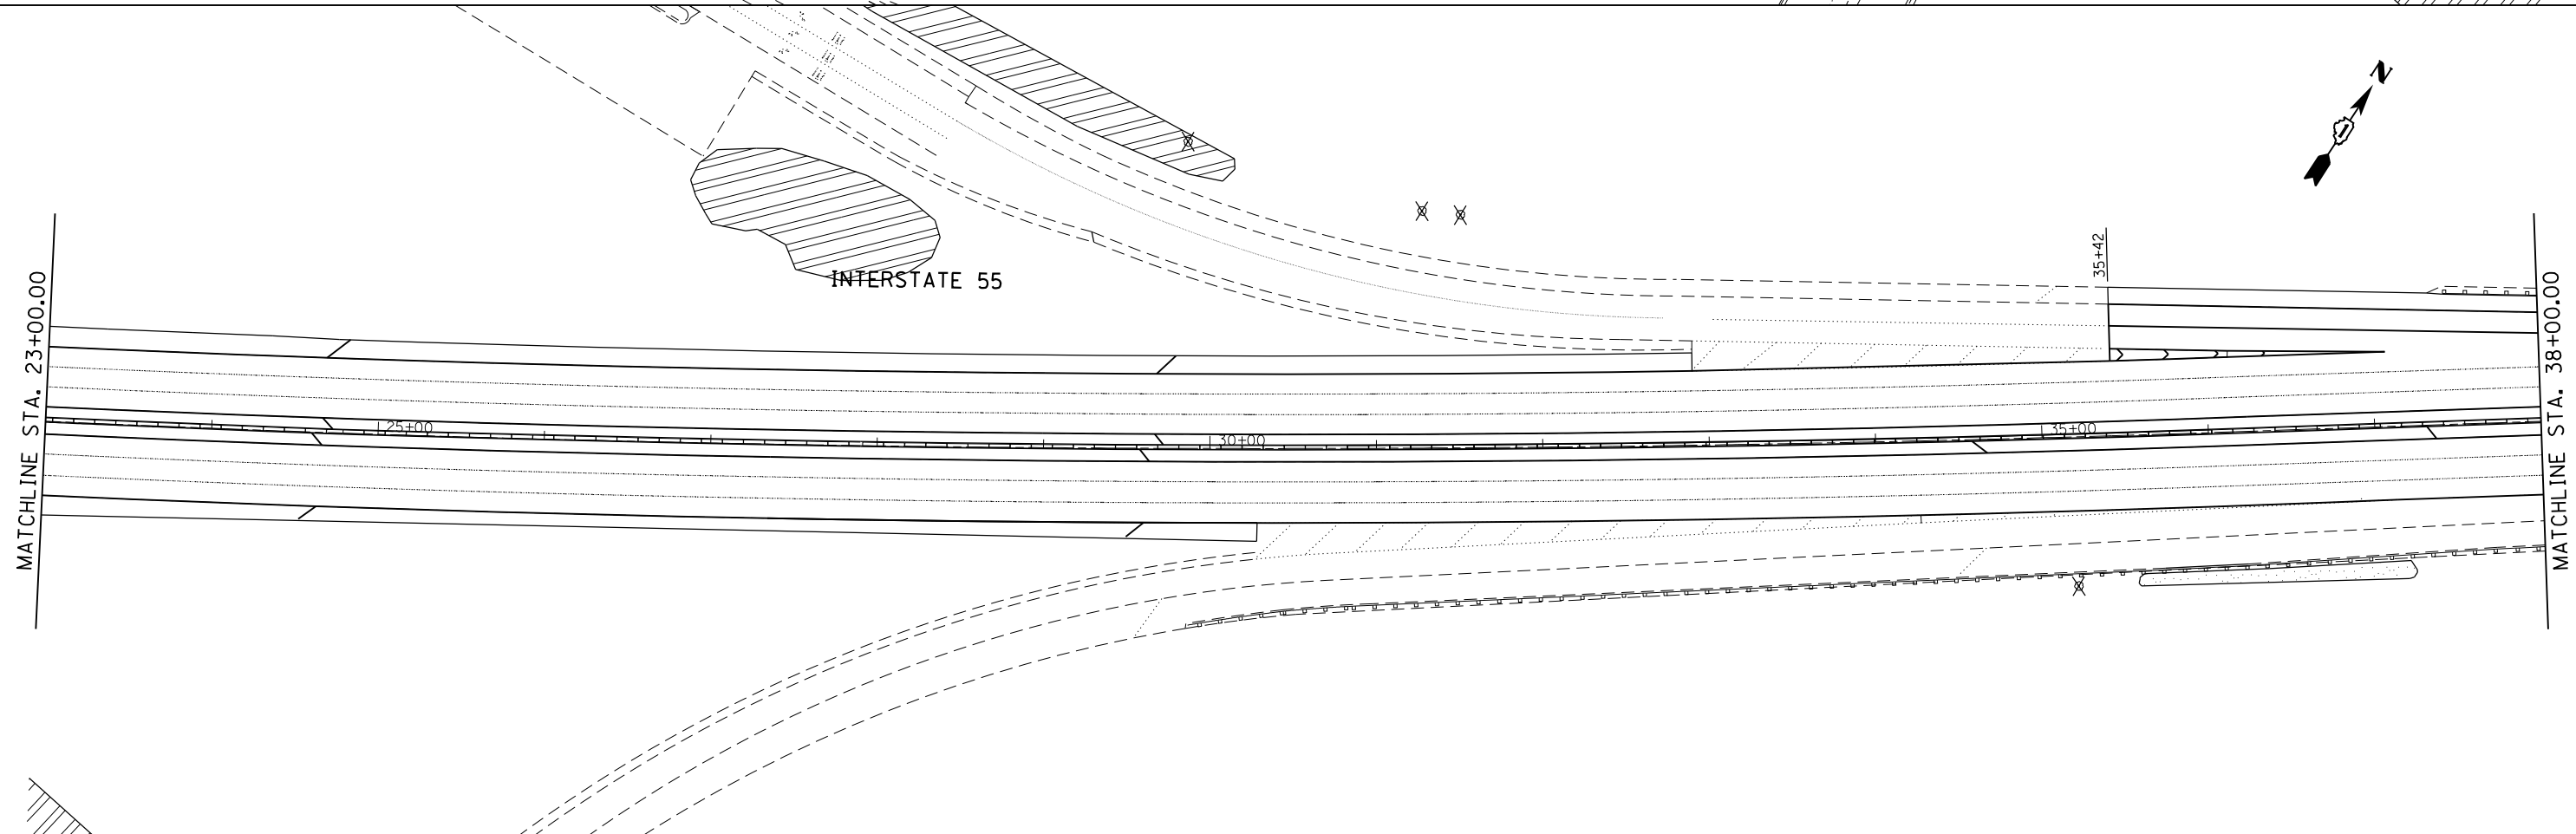 N
35+42
MATCHLINE STA. 23+00.00
INTERSTATE 55
MATCHLINE STA. 38+00.00
25+00
30+00
35+00